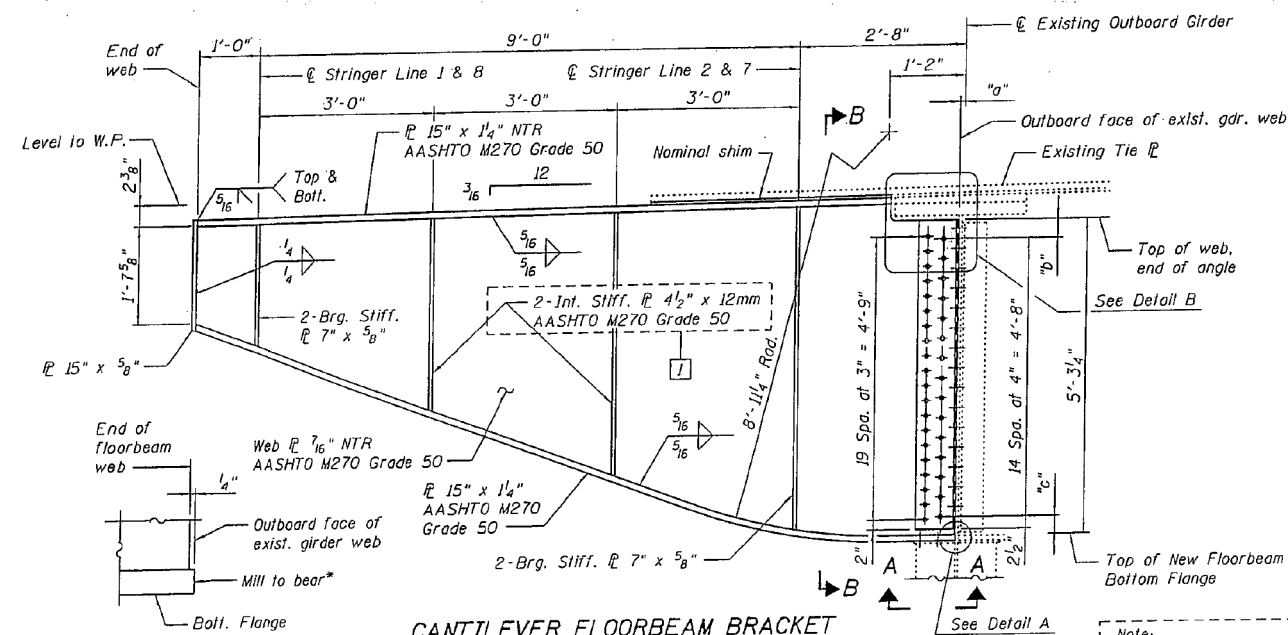 End of
web
1'-0"
9'-0"
2'-8"
℄ Existing Outboard Girder
1'-2"
"a"
℄ Stringer Line 1 & 8
℄ Stringer Line 2 & 7
3'-0"
3'-0"
3'-0"
B
Outboard face of exist. gdr. web
Existing Tie ℞
Level to W.P.
℞ 15" x 1¼" NTR
AASHTO M270 Grade 50
Nominal shim
2⅜"
5/16
Top &
Bott.
3/16
12
1'-7⅝"
1/4
1/4
5/16
5/16
"b"
Top of web,
end of angle
See Detail B
2-Brg. Stiff.
℞ 7" x ⅝"
2-Int. Stiff. ℞ 4½" x 12mm
AASHTO M270 Grade 50
1
℞ 15" x ⅝"
8'-11¼" Rad.
19 Spa. at 3" = 4'-9"
14 Spa. at 4" = 4'-8"
5'-3¼"
End of
floorbeam
web
¼"
Web ℞ 7/16" NTR
AASHTO M270 Grade 50
5/16
5/16
℞ 15" x 1¼"
AASHTO M270
Grade 50
"c"
Outboard face of
exist. girder web
Mill to bear*
Bott. Flange
2-Brg. Stiff. ℞ 7" x ⅝"
2"
2½"
Top of New Floorbeam
Bottom Flange
B
A
A
See Detail A
CANTILEVER FLOORBEAM BRACKET
Note: